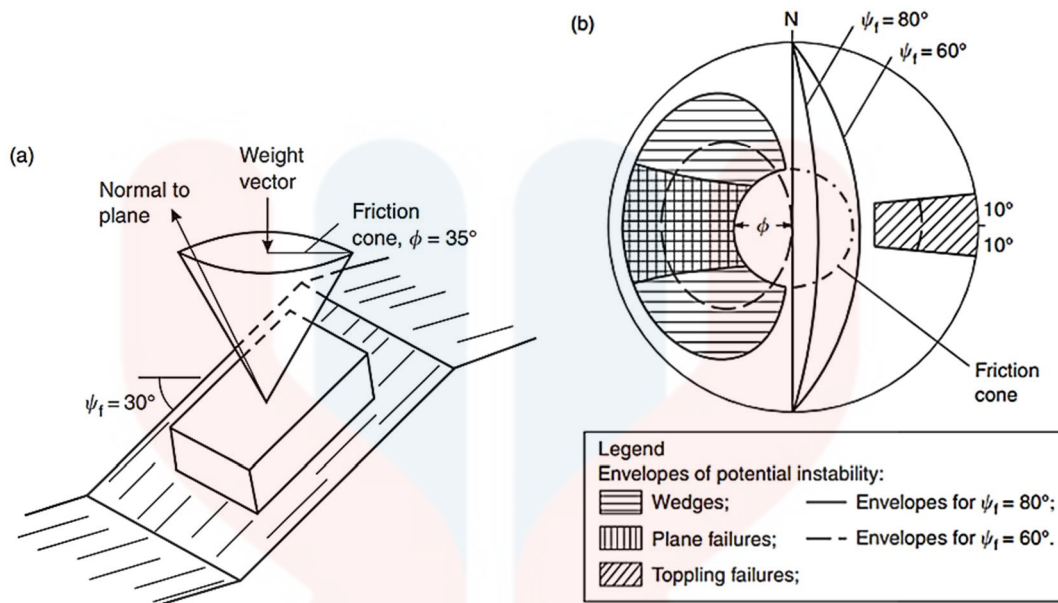 (a)
Normal to
plane
Weight
vector
Friction
cone, ϕ = 35°
ψf = 30°
(b)
N
ψf = 80°
ψf = 60°
ϕ
10°
10°
Friction
cone
Legend
Envelopes of potential instability:
Wedges;
Envelopes for ψf = 80°;
Plane failures;
Envelopes for ψf = 60°.
Toppling failures;